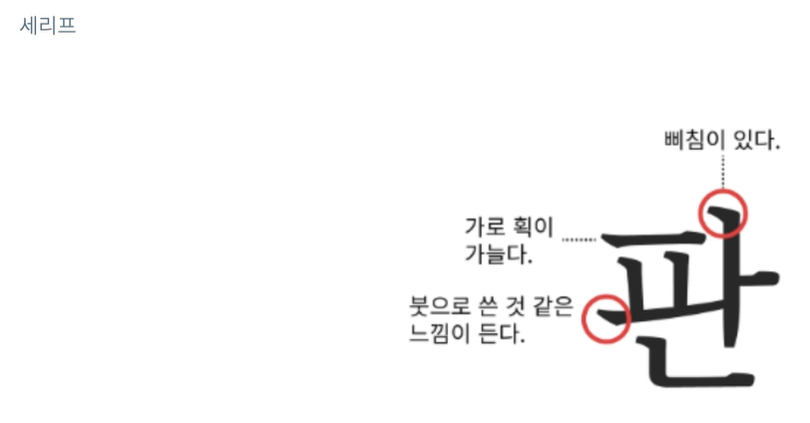 세리프
삐침이 있다.
가로 획이
가늘다.
붓으로 쓴 것 같은
느낌이 든다.
판